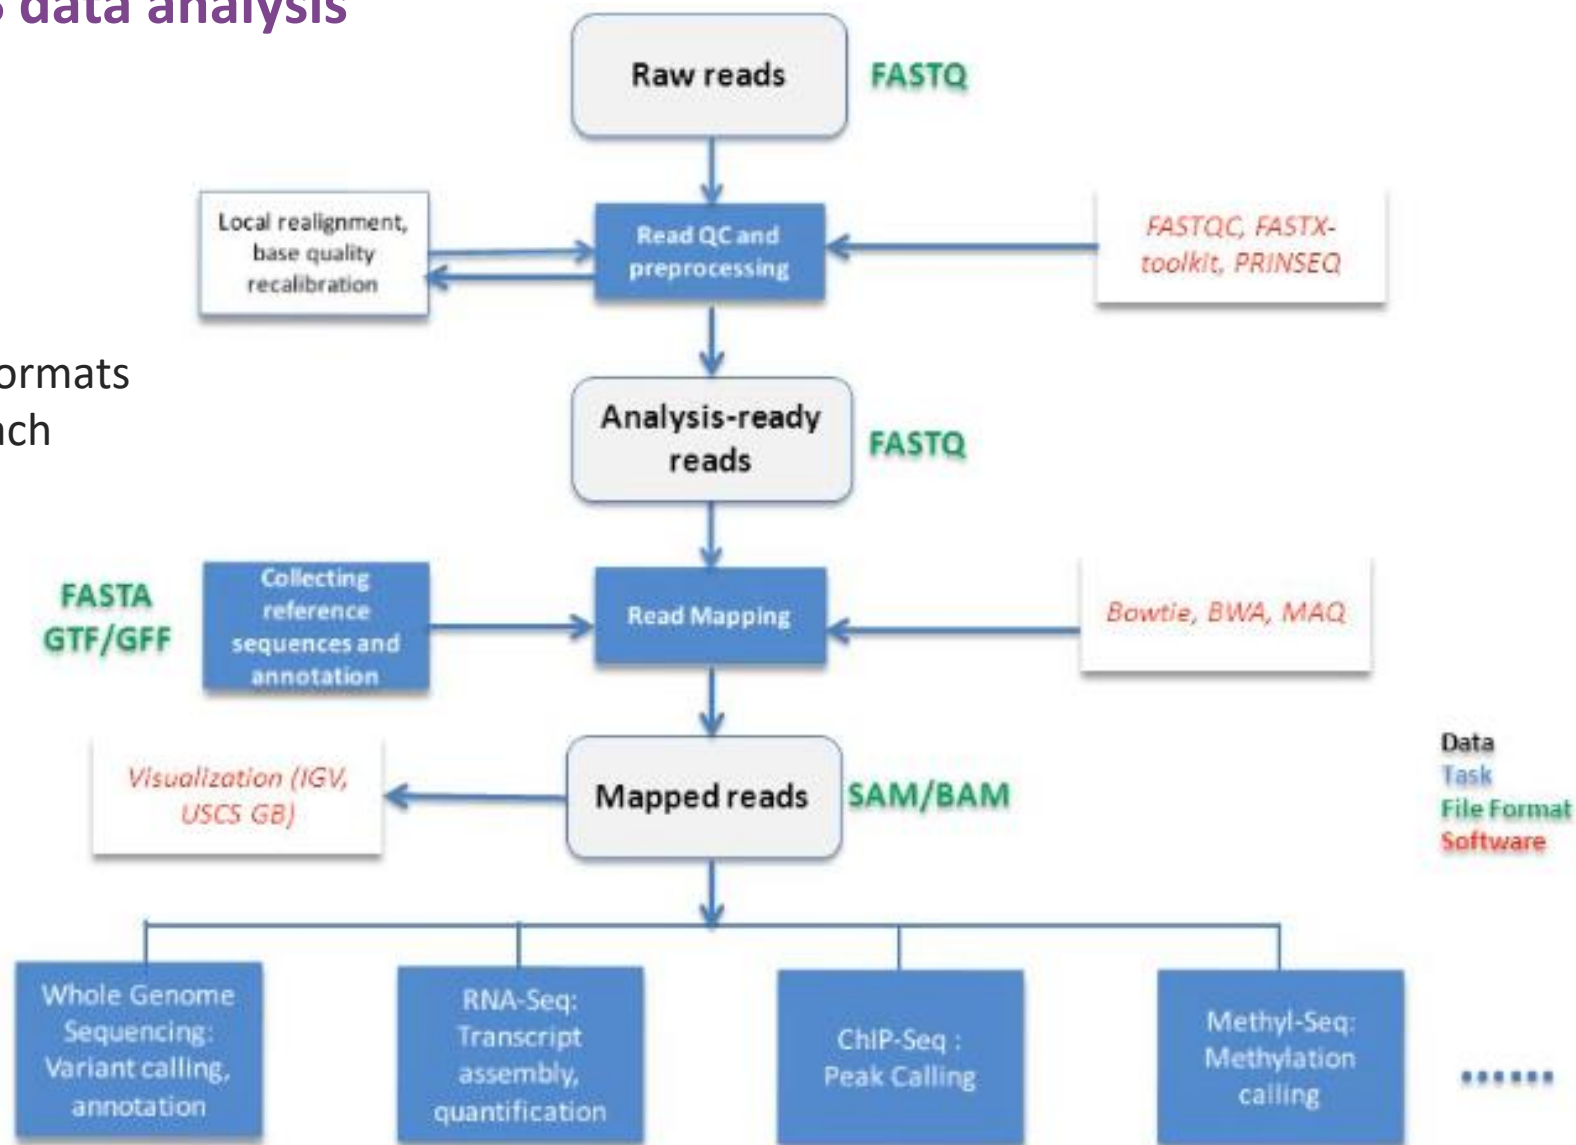 data analysis
Raw reads
FASTQ
Local realignment,
base quality
recalibration
Read QC and
preprocessing
FASTQC, FASTX-
toolkit, PRINSEQ
ormats
Analysis-ready
reads
FASTQ
FASTA
GTF/GFF
Collecting
reference
sequences and
annotation
Read Mapping
Bowtie, BWA, MAQ
Visualization (IGV,
USCS GB)
Mapped reads
SAM/BAM
Data
Task
File Format
Software
Whole Genome
Sequencing:
Variant calling,
annotation
RNA-Seq:
Transcript
assembly,
quantification
ChIP-Seq :
Peak Calling
Methyl-Seq:
Methylation
calling
......